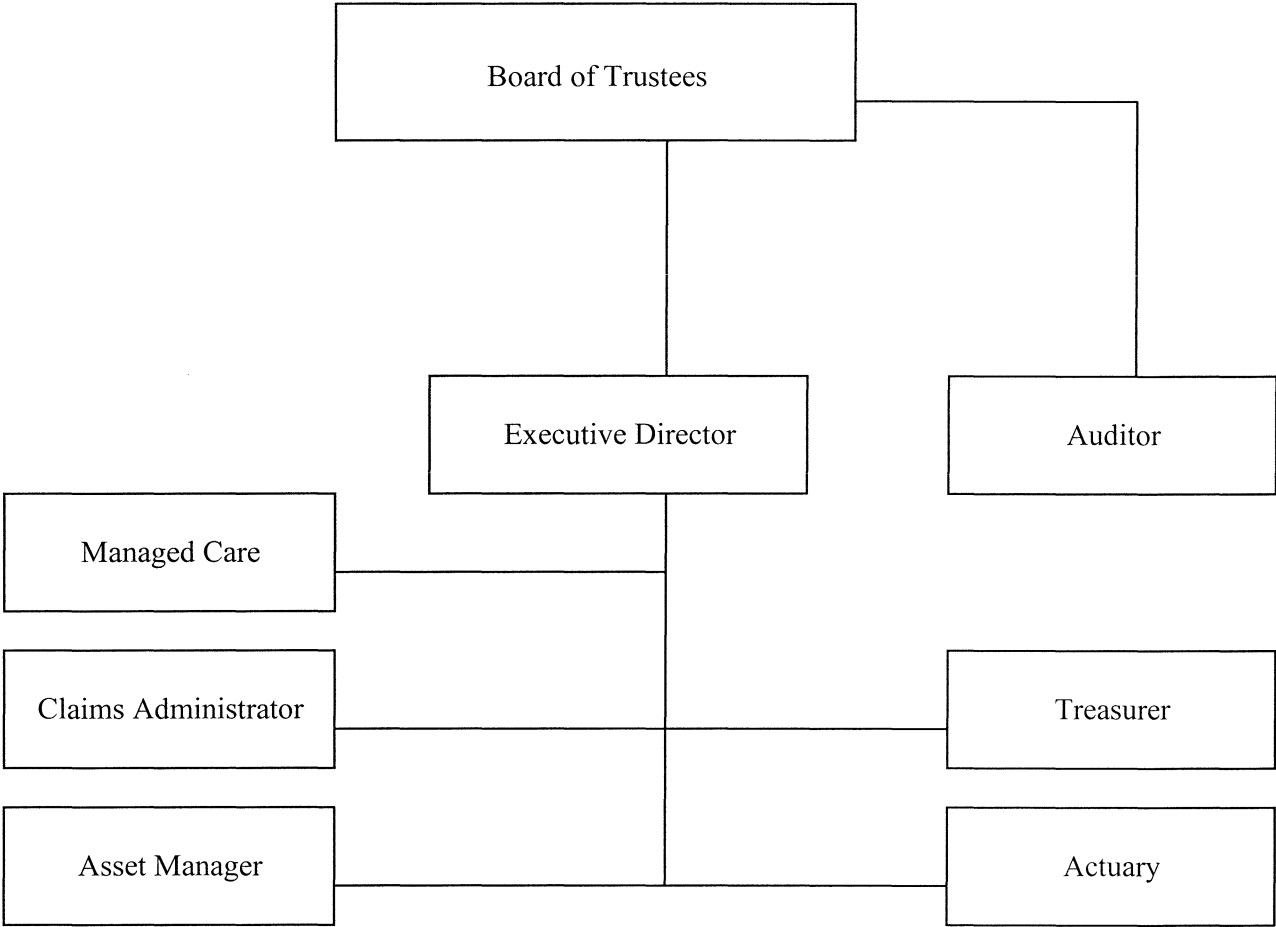 Board of Trustees
Executive Director
Auditor
Managed Care
Claims Administrator
Treasurer
Asset Manager
Actuary